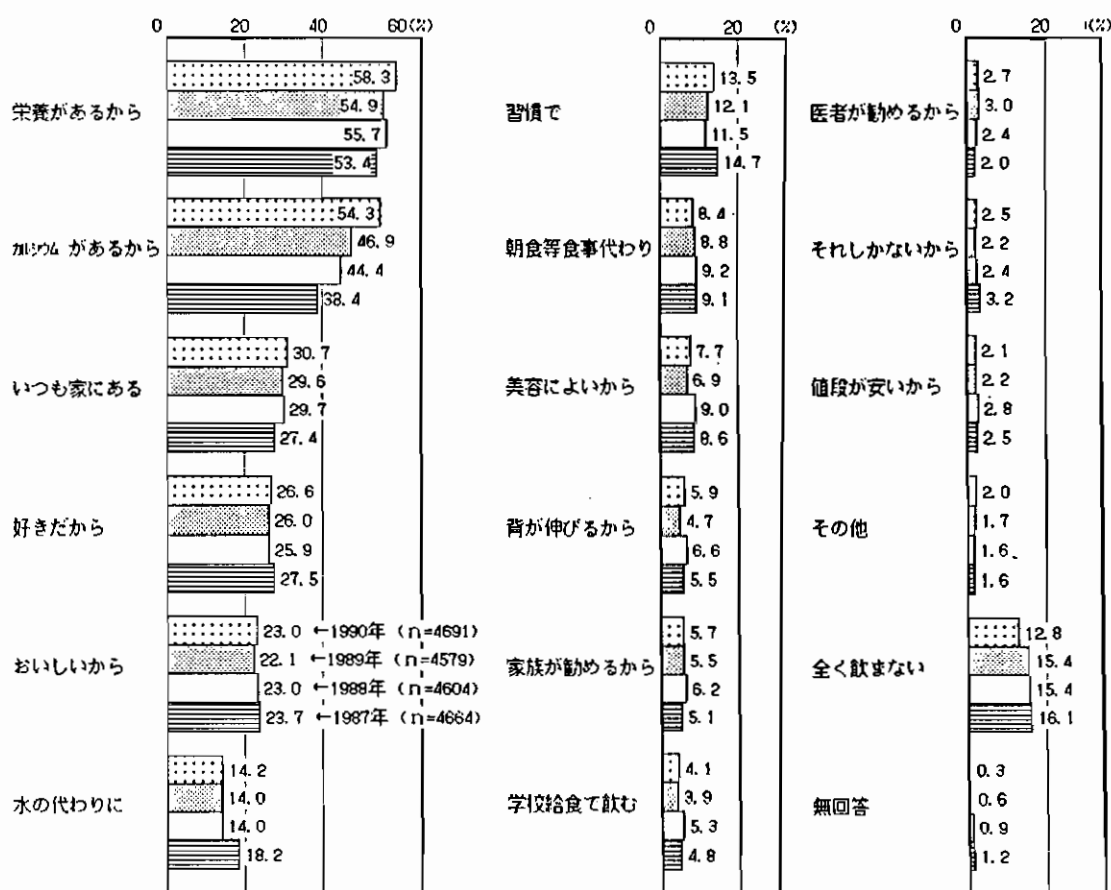 0 20 40 60(%)
栄養があるから
58.3
54.9
55.7
53.4
カルシウム があるから
54.3
46.9
44.4
38.4
いつも家にある
30.7
29.6
29.7
27.4
好きだから
26.6
26.0
25.9
27.5
おいしいから
23.0 ←1990年 (n=4691)
22.1 ←1989年 (n=4579)
23.0 ←1988年 (n=4604)
23.7 ←1987年 (n=4664)
水の代わりに
14.2
14.0
14.0
18.2
0 20 (%)
習慣で
13.5
12.1
11.5
14.7
朝食等食事代わり
8.4
8.8
9.2
9.1
美容によいから
7.7
6.9
9.0
8.6
背が伸びるから
5.9
4.7
6.6
5.5
家族が勧めるから
5.7
5.5
6.2
5.1
学校給食て飲む
4.1
3.9
5.3
4.8
0 20 (%)
医者が勧めるから
2.7
3.0
2.4
2.0
それしかないから
2.5
2.2
2.4
3.2
値段が安いから
2.1
2.2
2.8
2.5
その他
2.0
1.7
1.6
1.6
全く飲まない
12.8
15.4
15.4
16.1
無回答
0.3
0.6
0.9
1.2